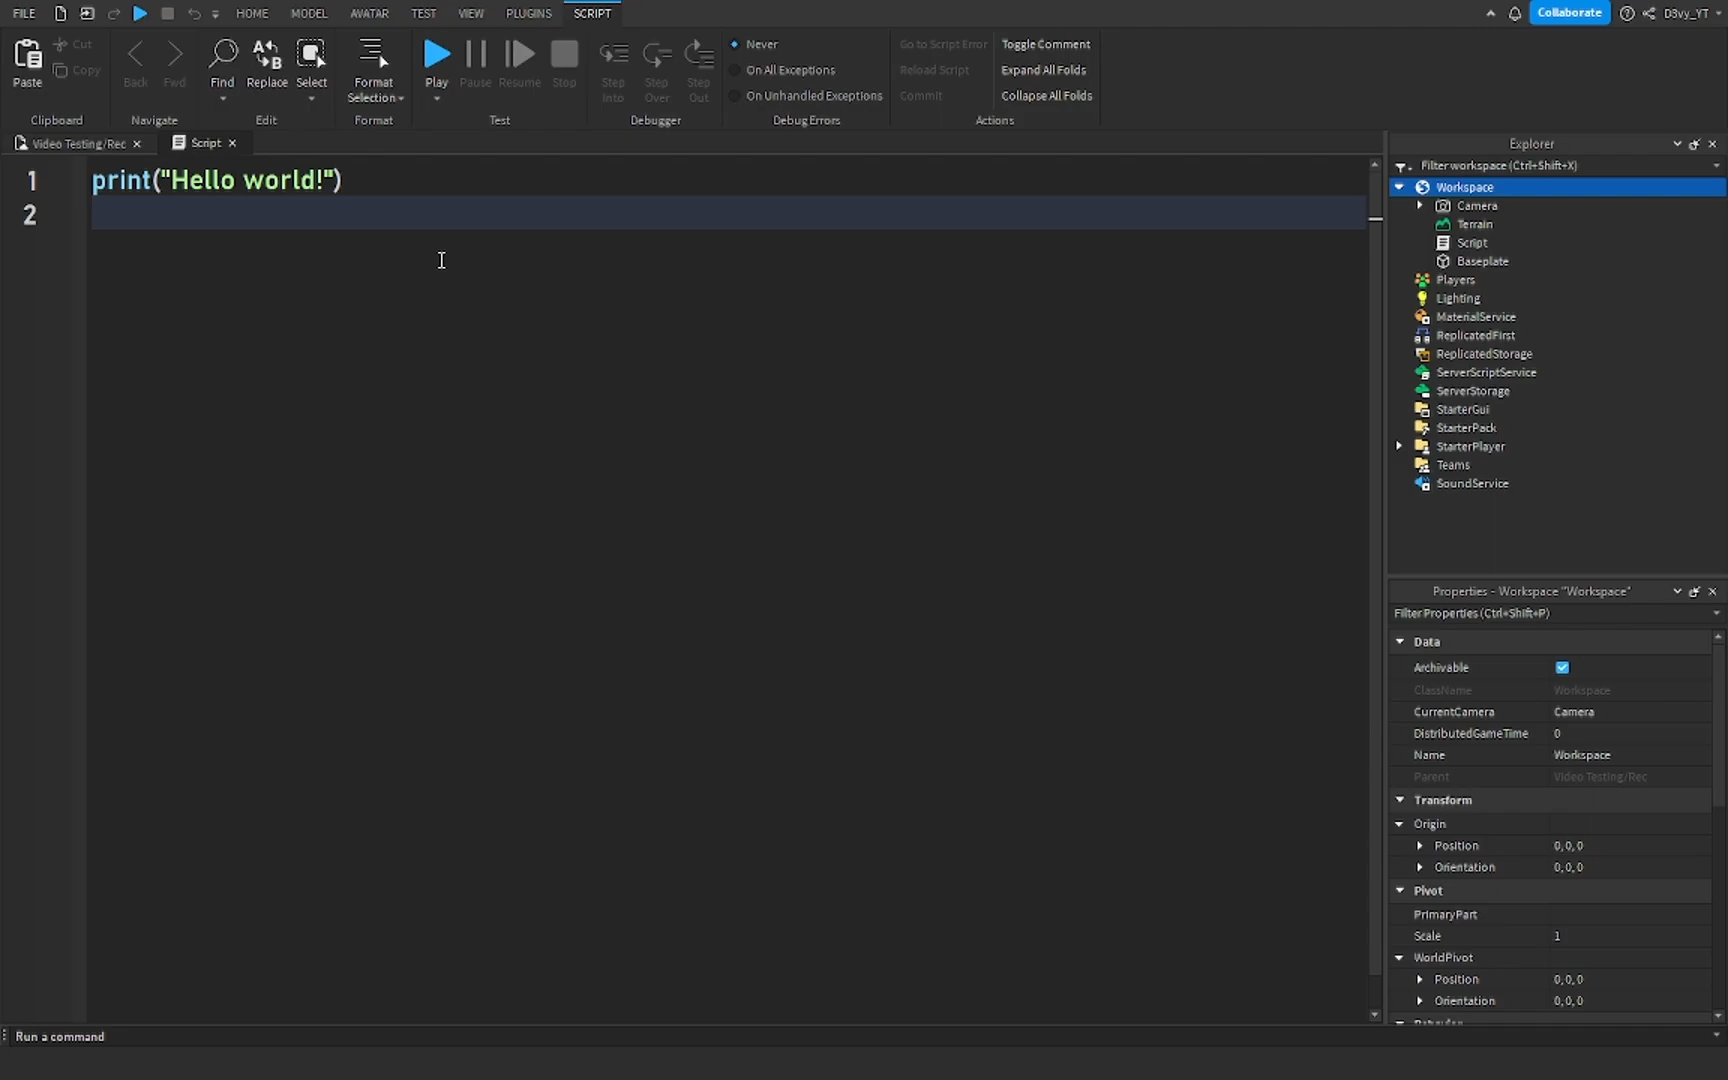 FILE HOME MODEL AVATAR TEST VIEW PLUGINS SCRIPT Collaborate D3vy_YT
Paste Cut Copy
Clipboard
Back Fwd
Navigate
Find Replace Select
Edit
Format Selection
Format
Play Pause Resume Stop
Test
Step Into Step Over Step Out
Debugger
Never
On All Exceptions
On Unhandled Exceptions
Debug Errors
Go to Script Error Toggle Comment
Reload Script Expand All Folds
Commit Collapse All Folds
Actions
Video Testing/Rec Script
1 print("Hello world!")
2
Explorer
Filter workspace (Ctrl+Shift+X)
Workspace
Camera
Terrain
Script
Baseplate
Players
Lighting
MaterialService
ReplicatedFirst
ReplicatedStorage
ServerScriptService
ServerStorage
StarterGui
StarterPack
StarterPlayer
Teams
SoundService
Properties - Workspace "Workspace"
Filter Properties (Ctrl+Shift+P)
Data
Archivable
ClassName Workspace
CurrentCamera Camera
DistributedGameTime 0
Name Workspace
Parent Video Testing/Rec
Transform
Origin
Position 0,0,0
Orientation 0,0,0
Pivot
PrimaryPart
Scale 1
WorldPivot
Position 0,0,0
Orientation 0,0,0
Run a command